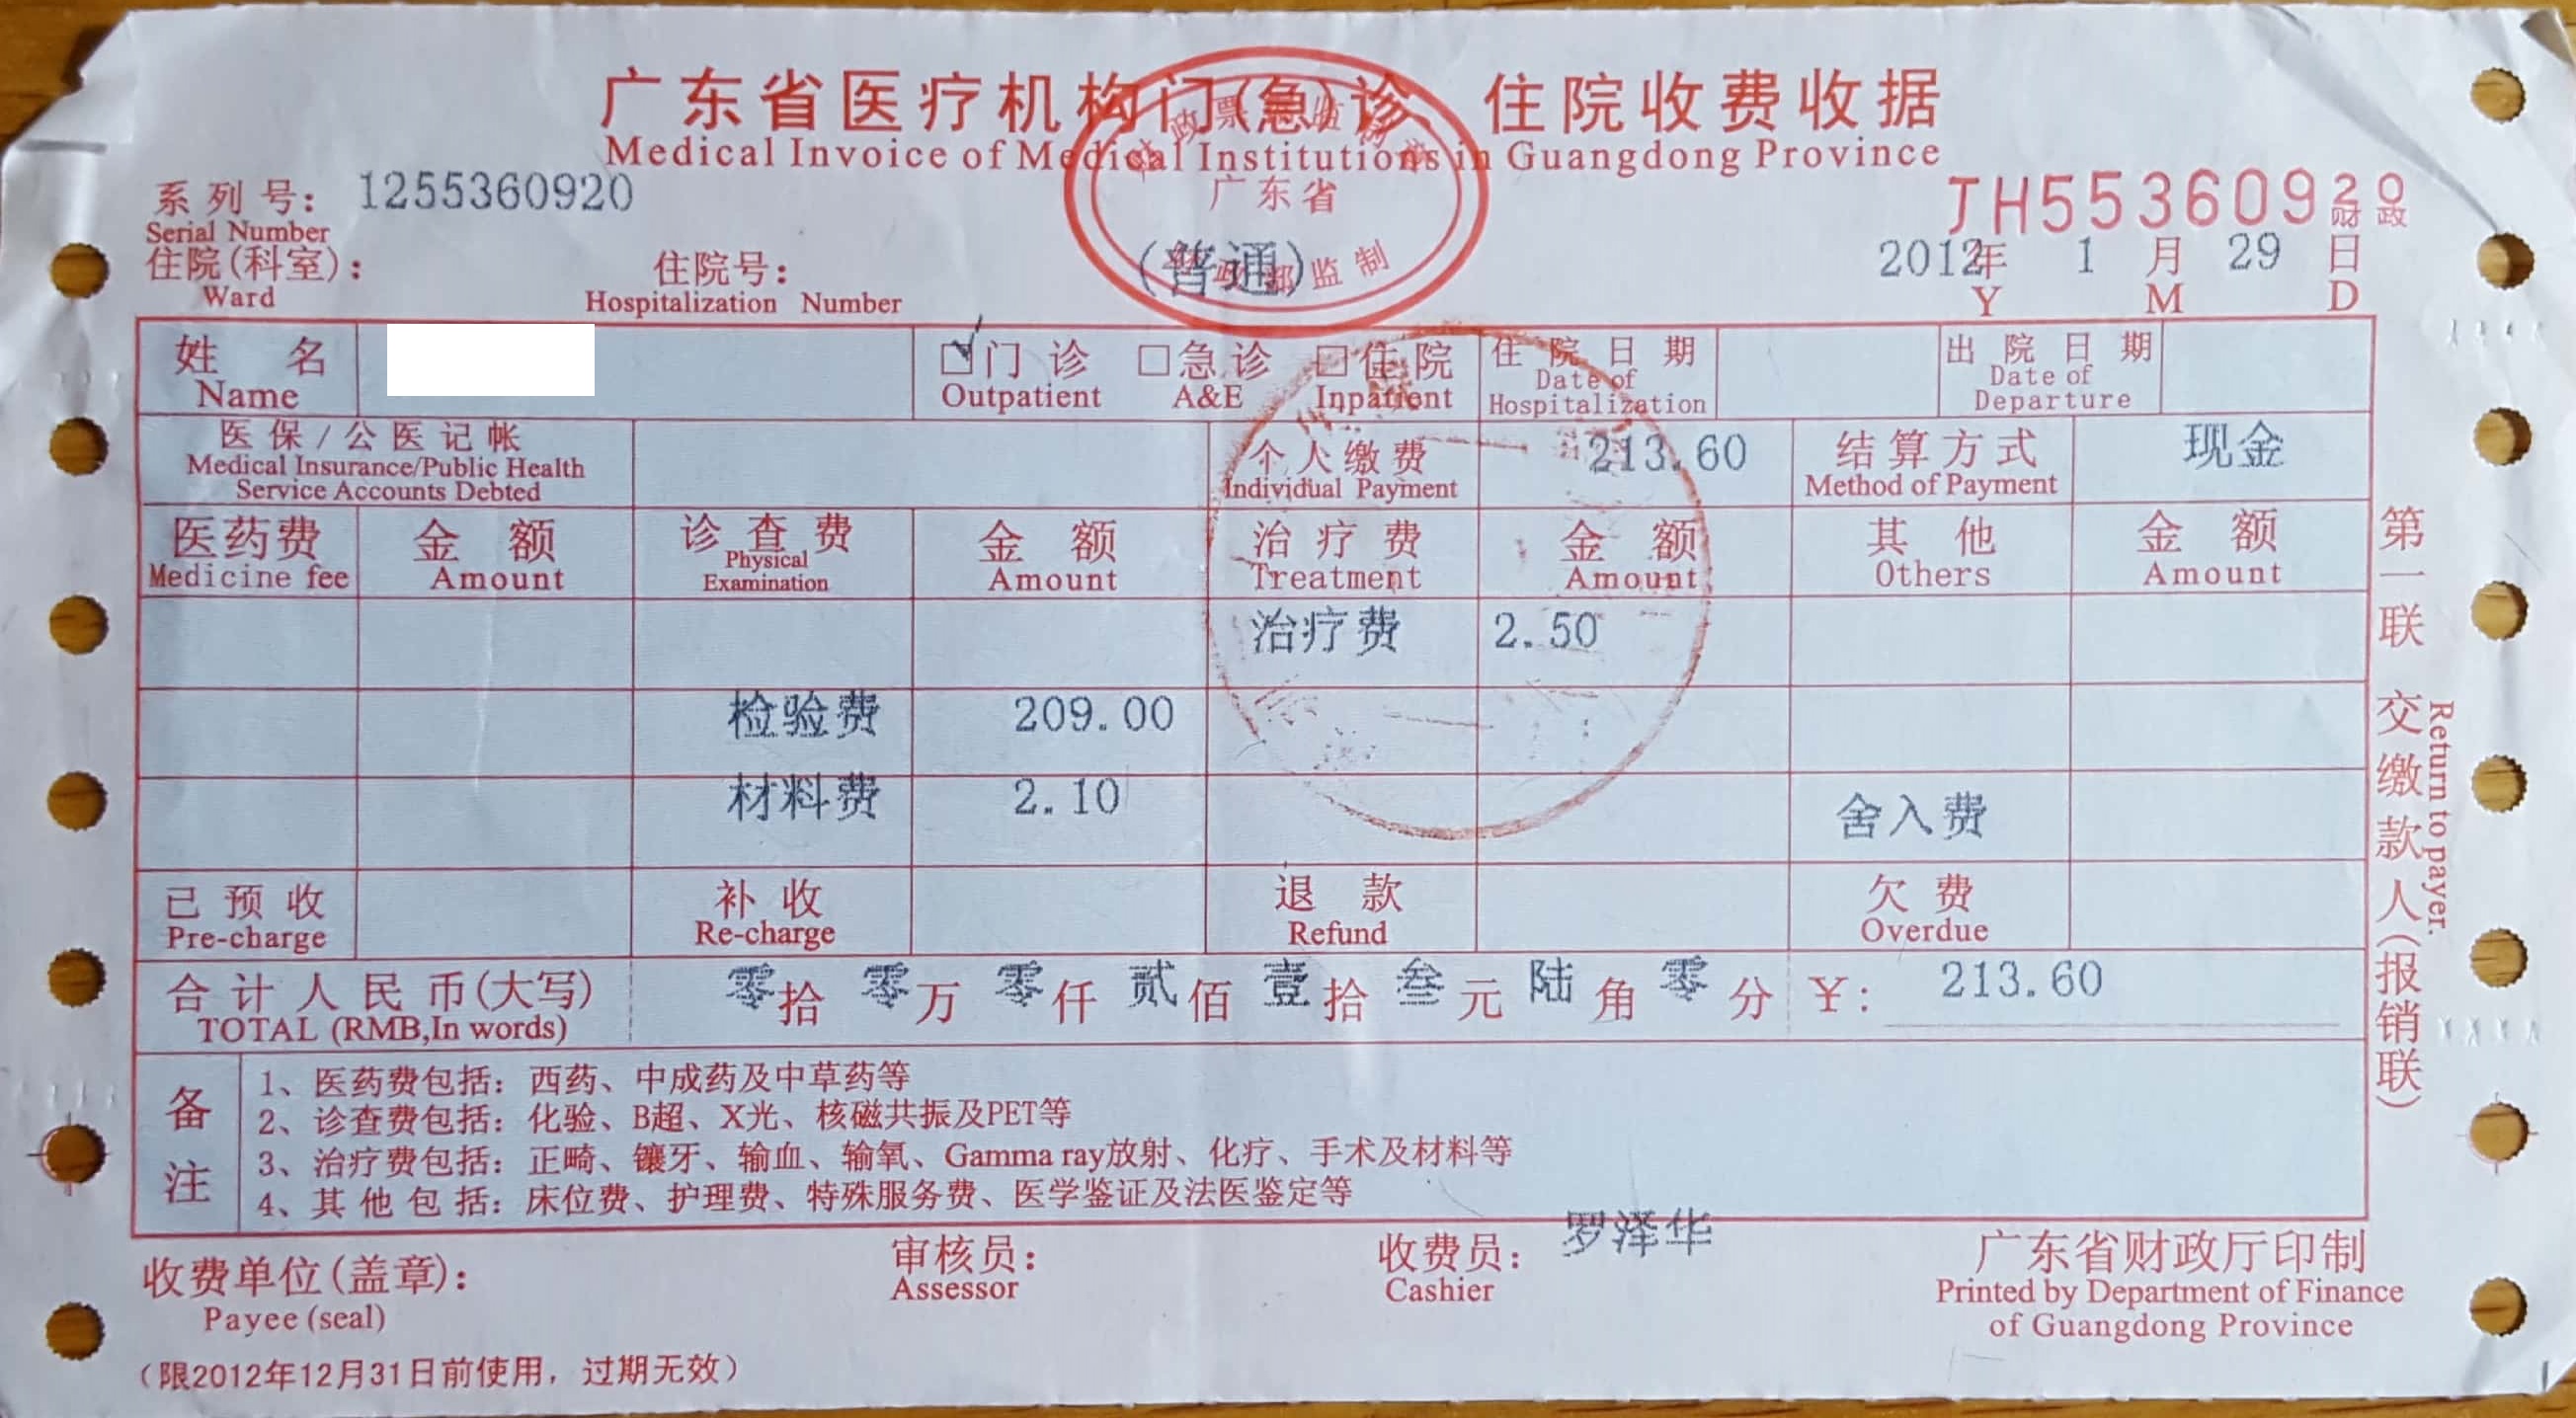 广东省医疗机构门(急)诊 住院收费收据
Medical Invoice of Medical Institutions in Guangdong Province
广东省
系列号: 1255360920
Serial Number
JH55360920
财政
住院(科室):
Ward
住院号:
Hospitalization Number
(普通)
2012年 1 月 29 日
Y M D
姓 名
Name
☑门诊 □急诊 □住院
Outpatient A&E Inpatient
住院日期
Date of
Hospitalization
出院日期
Date of
Departure
医保/公医记帐
Medical Insurance/Public Health
Service Accounts Debted
个人缴费
Individual Payment
213.60
结算方式
Method of Payment
现金
医药费 金 额 诊查费 金 额 治疗费 金 额 其 他 金 额
Medicine fee Amount Physical Examination Amount Treatment Amount Others Amount
治疗费 2.50
检验费 209.00
材料费 2.10 舍入费
已预收 补收 退款 欠费
Pre-charge Re-charge Refund Overdue
合计人民币(大写) 零拾 零万 零仟 贰佰 壹拾 叁元 陆角 零分 ¥: 213.60
TOTAL (RMB,In words)
备注
1、医药费包括: 西药、中成药及中草药等
2、诊查费包括: 化验、B超、X光、核磁共振及PET等
3、治疗费包括: 正畸、镶牙、输血、输氧、Gamma ray放射、化疗、手术及材料等
4、其他包括: 床位费、护理费、特殊服务费、医学鉴证及法医鉴定等
收费单位(盖章):
Payee (seal)
审核员:
Assessor
收费员: 罗泽华
Cashier
广东省财政厅印制
Printed by Department of Finance
of Guangdong Province
(限2012年12月31日前使用，过期无效)
第一联 交缴款人(报销联)
Return to payer.